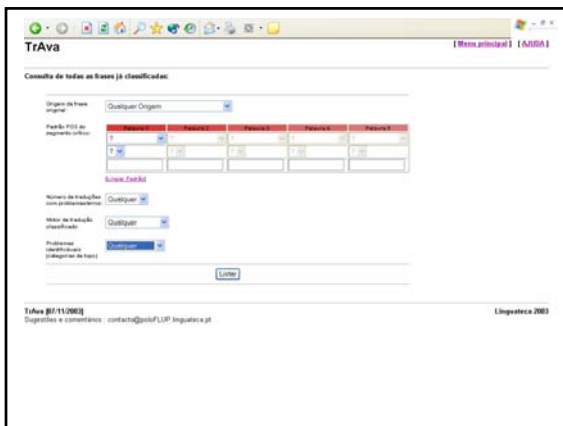 TrAva
[ Menu principal ] [ AJUDA ]
Consulta de todas as frases já classificadas:
Origem da frase original: Qualquer Origem
Padrão POS do segmento crítico:
Palavra 1 Palavra 2 Palavra 3 Palavra 4 Palavra 5
? ? ? ? ?
? ? ? ? ?
[Limpar Padrão]
Número de traduções com problemas/erros: Qualquer
Motor de tradução classificado: Qualquer
Problemas identificáveis (categorias de topo): Qualquer
Listar
TrAva [07/11/2003] Linguateca 2003
Sugestões e comentários : contacto@poloFLUP.linguateca.pt